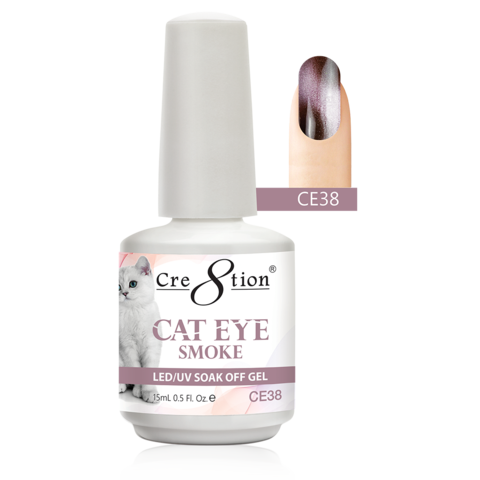 CE38
Cre8tion®
CAT EYE
SMOKE
LED/UV SOAK OFF GEL
15mL 0.5 Fl. Oz. ℮
CE38